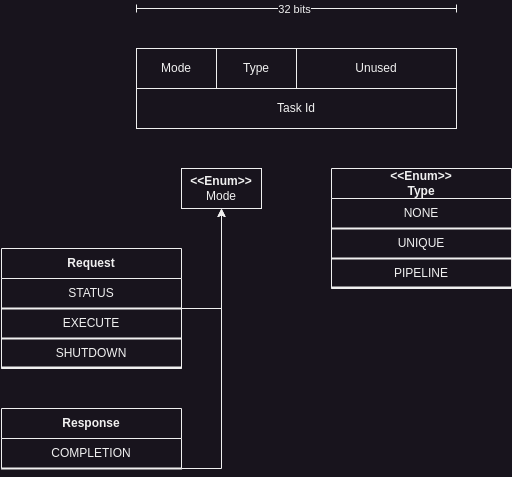 32 bits
Mode
Type
Unused
Task Id
<<Enum>>
Mode
<<Enum>>
Type
NONE
UNIQUE
PIPELINE
Request
STATUS
EXECUTE
SHUTDOWN
Response
COMPLETION